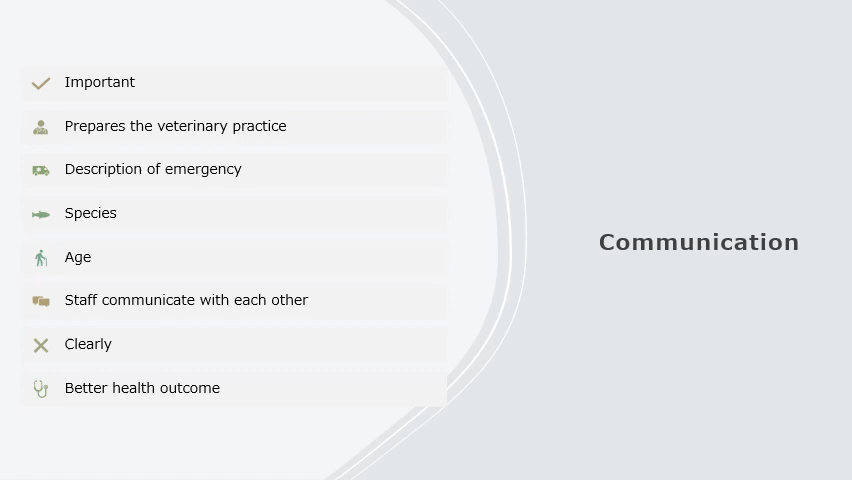 Important
Prepares the veterinary practice
Description of emergency
Species
Age
Staff communicate with each other
Clearly
Better health outcome
Communication